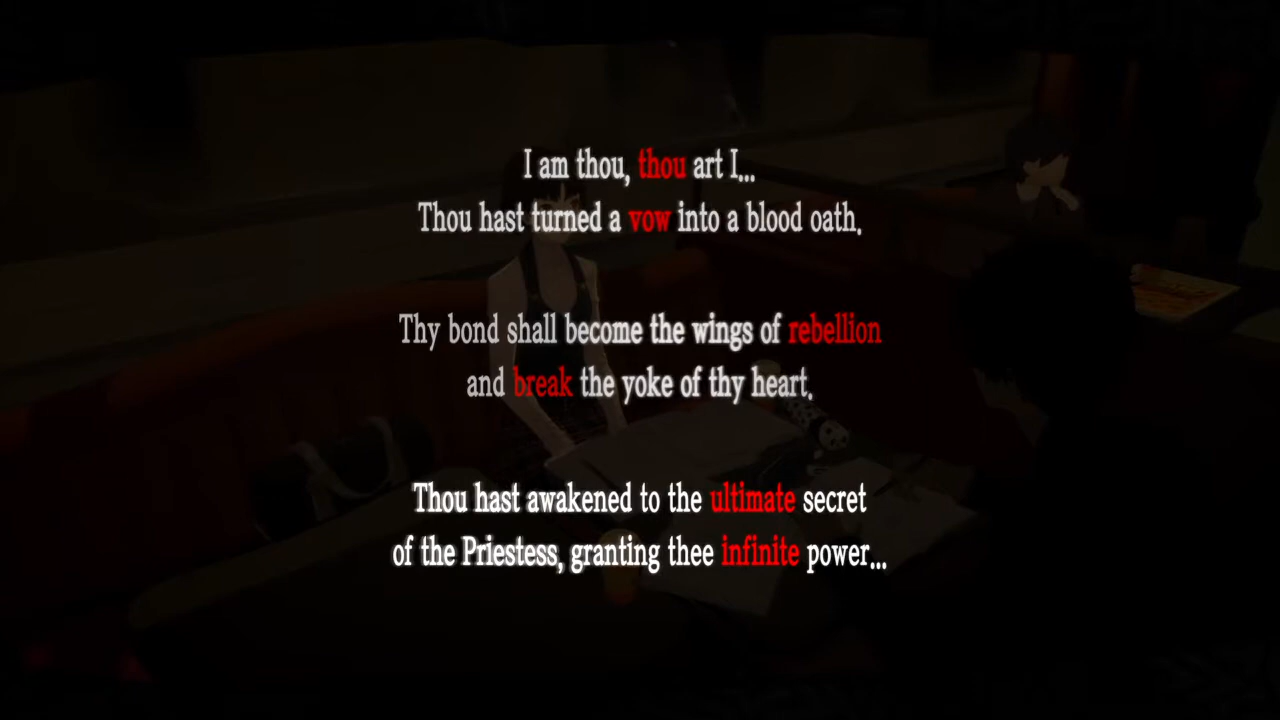 I am thou, thou art I...
Thou hast turned a vow into a blood oath.
Thy bond shall become the wings of rebellion
and break the yoke of thy heart.
Thou hast awakened to the ultimate secret
of the Priestess, granting thee infinite power...